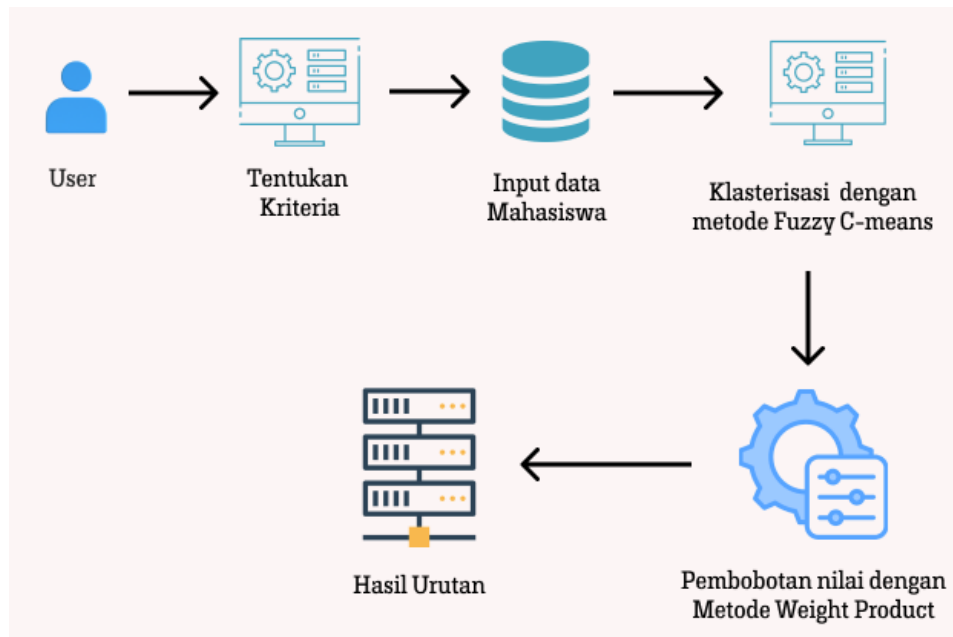 User
Tentukan
Kriteria
Input data
Mahasiswa
Klasterisasi dengan
metode Fuzzy C-means
Hasil Urutan
Pembobotan nilai dengan
Metode Weight Product